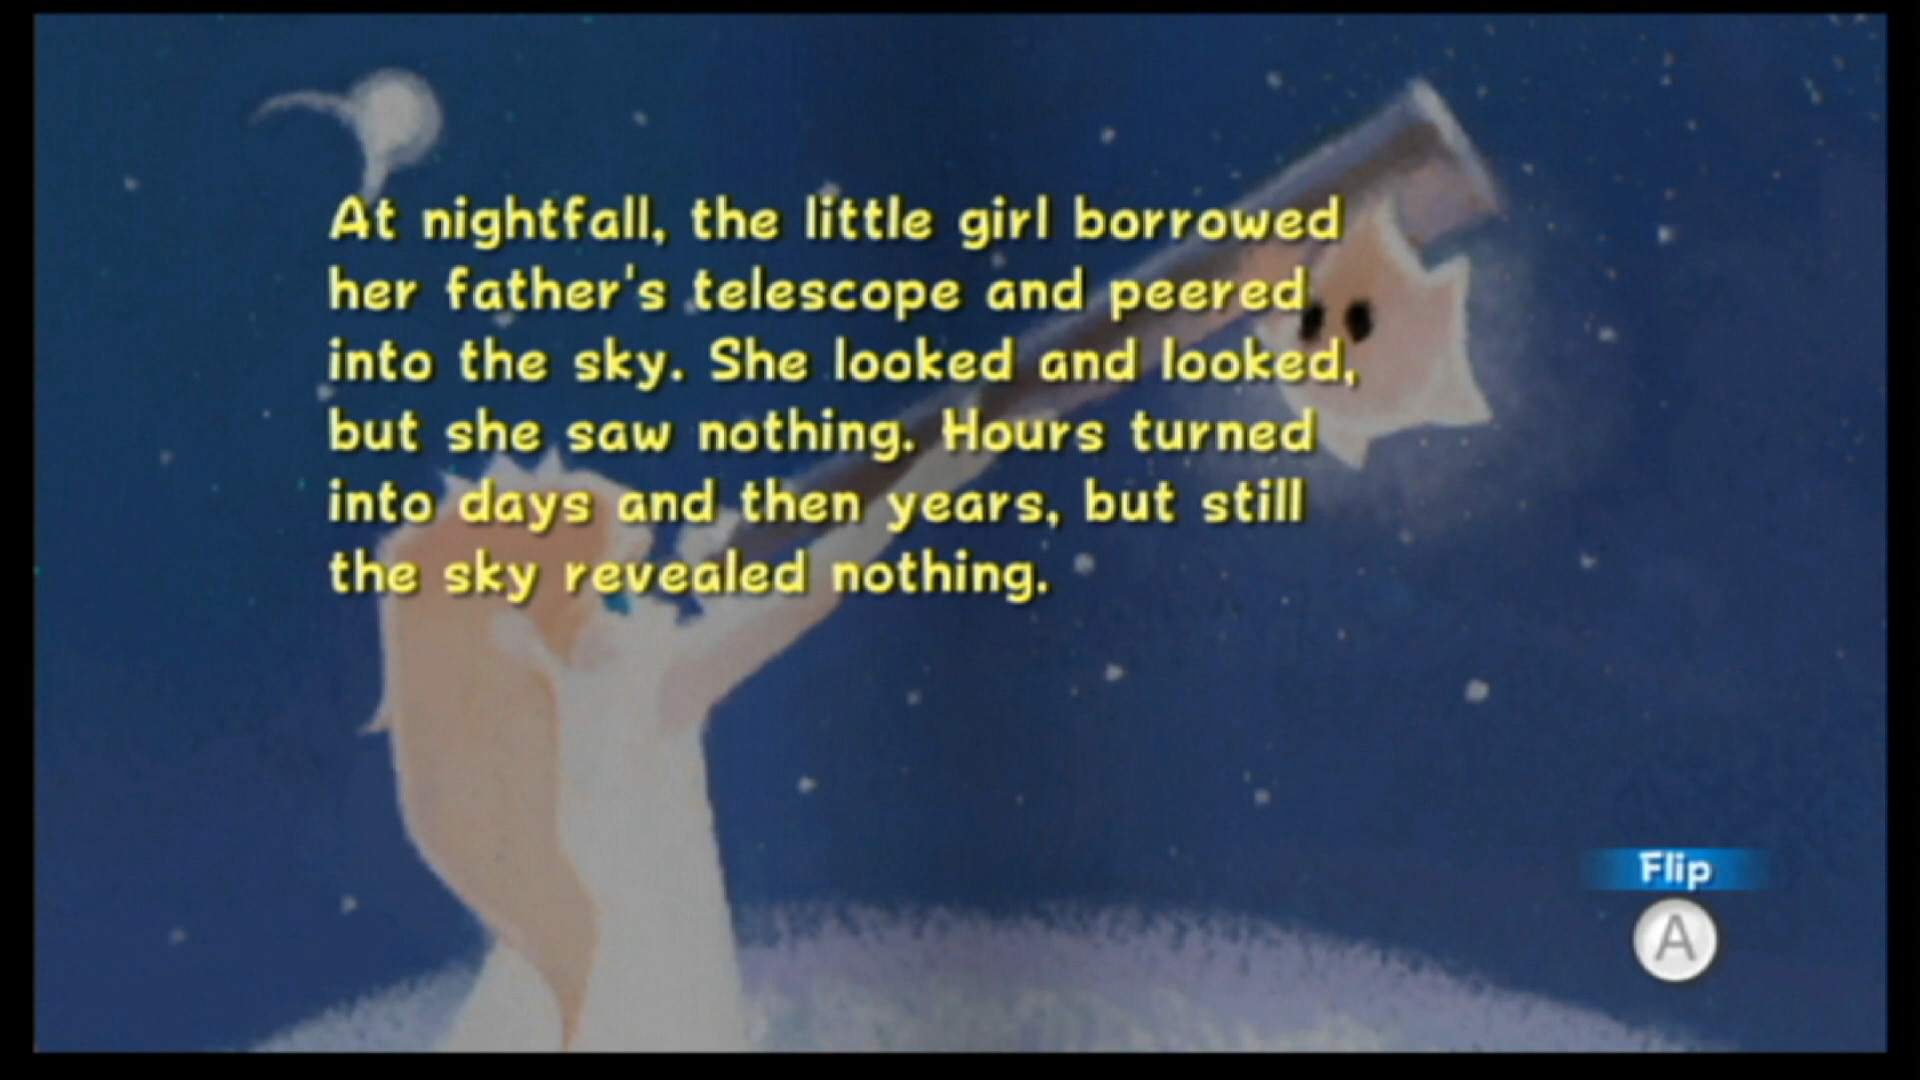 At nightfall, the little girl borrowed
her father's telescope and peered
into the sky. She looked and looked,
but she saw nothing. Hours turned
into days and then years, but still
the sky revealed nothing.
Flip
A